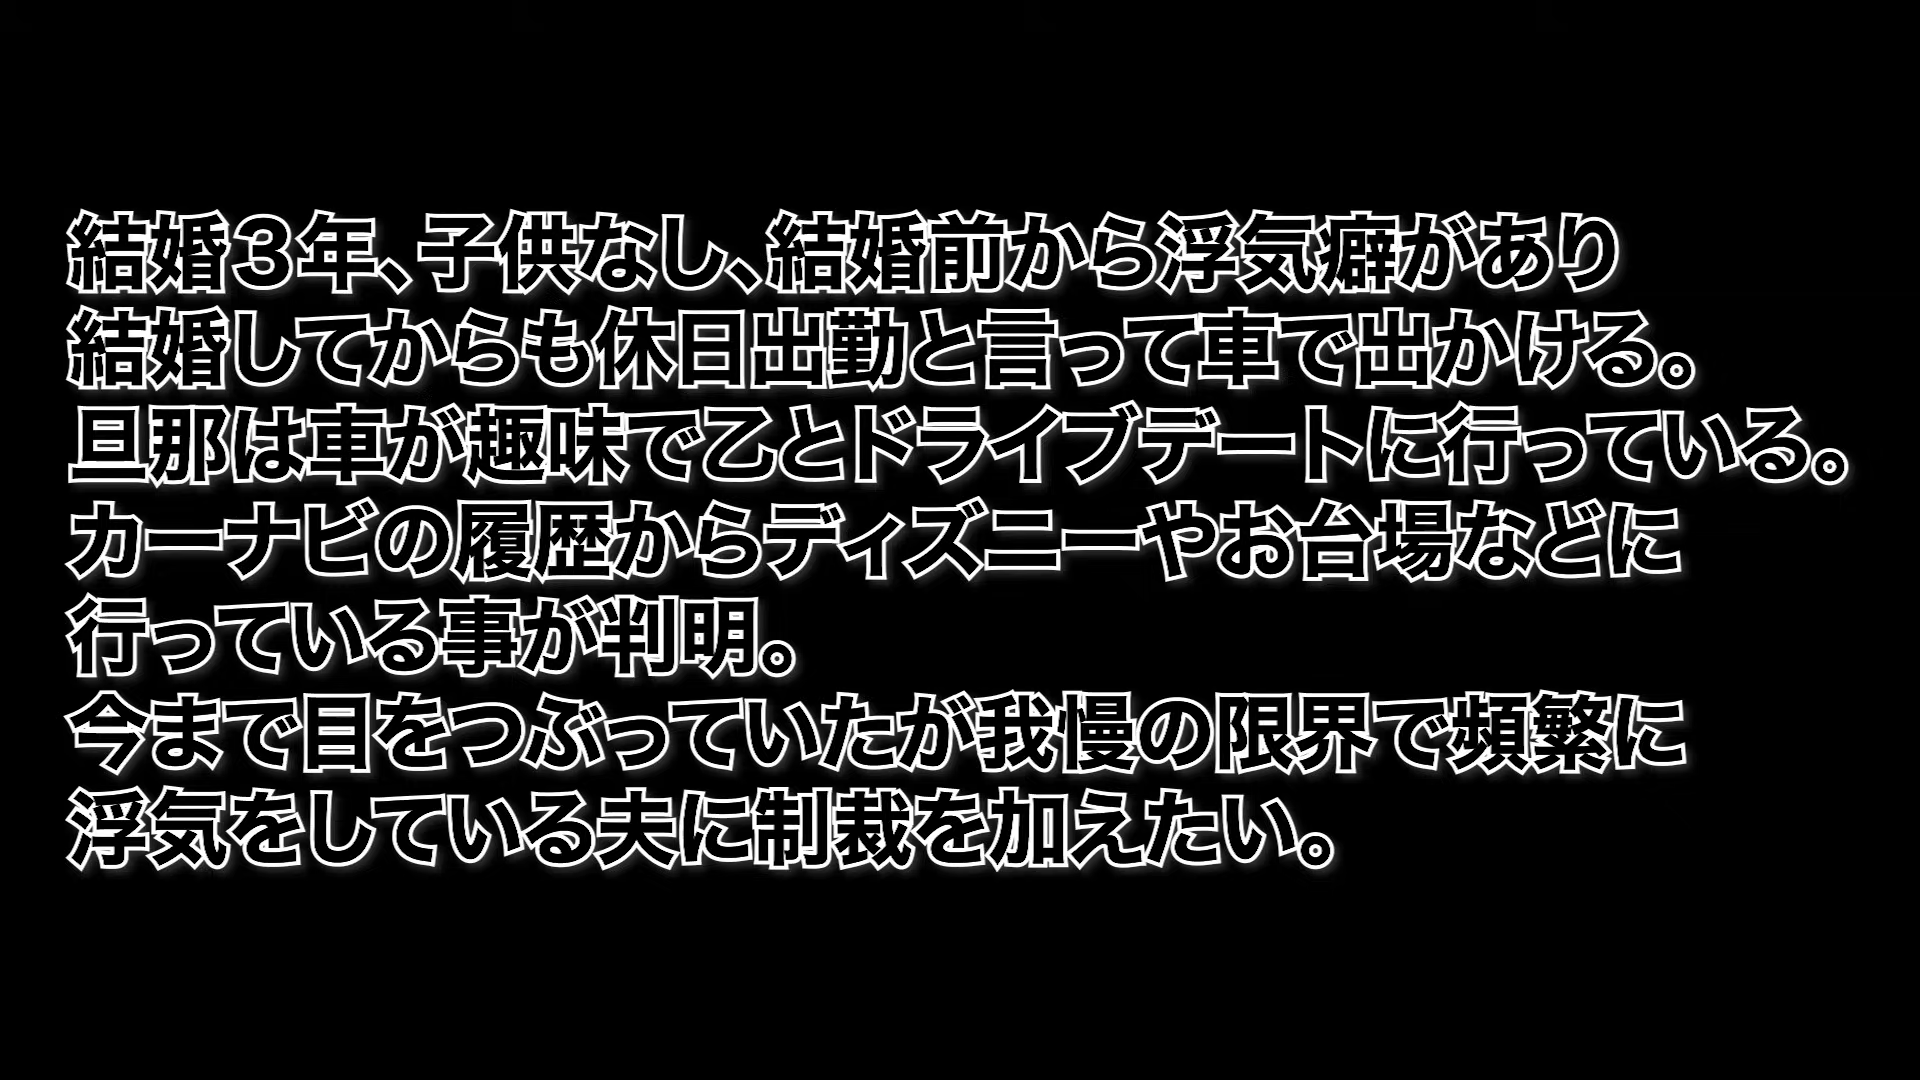 結婚３年、子供なし、結婚前から浮気癖があり
結婚してからも休日出勤と言って車で出かける。
旦那は車が趣味で乙とドライブデートに行っている。
カーナビの履歴からディズニーやお台場などに
行っている事が判明。
今まで目をつぶっていたが我慢の限界で頻繁に
浮気をしている夫に制裁を加えたい。